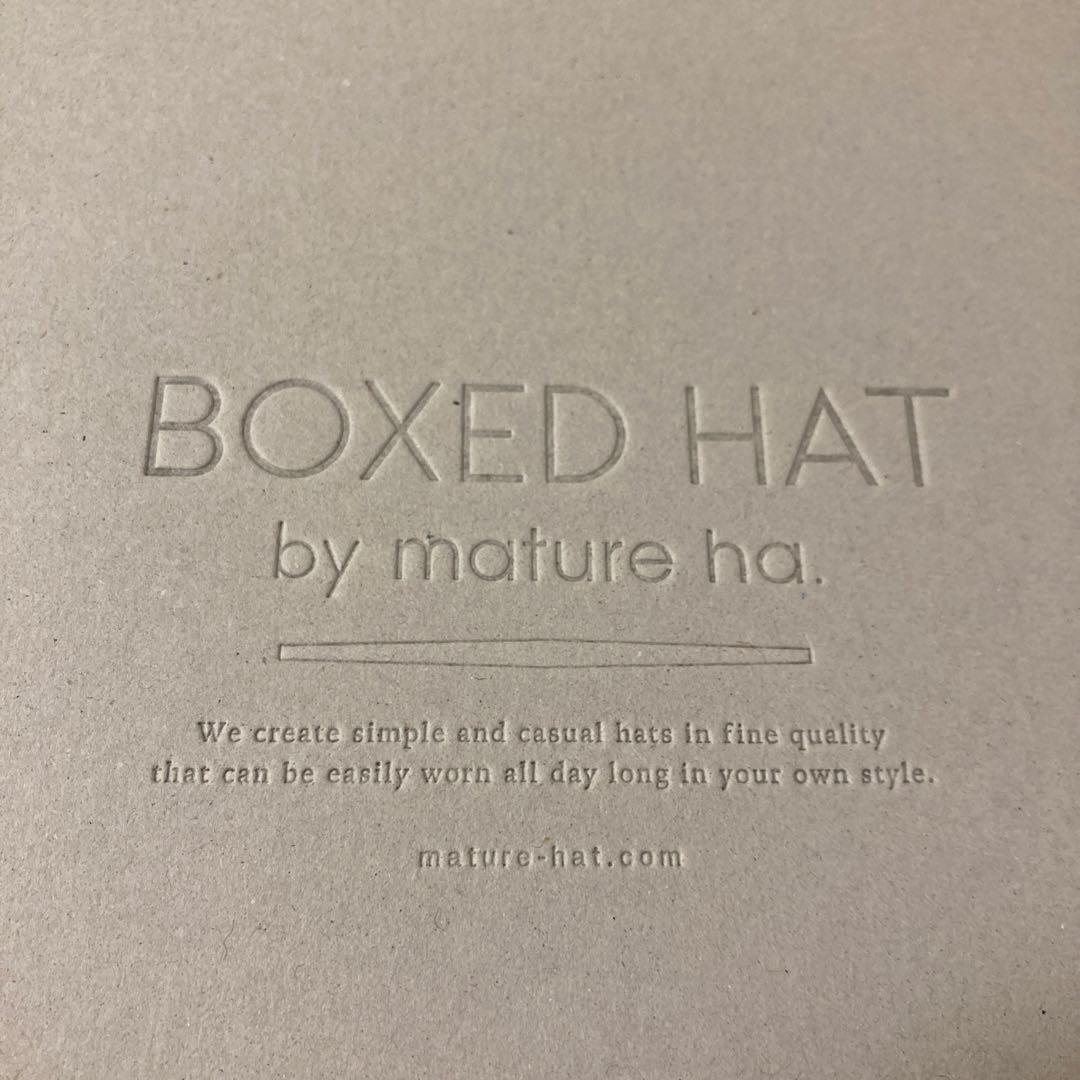 BOXED HAT
by mature ha.
We create simple and casual hats in fine quality
that can be easily worn all day long in your own style.
mature-hat.com